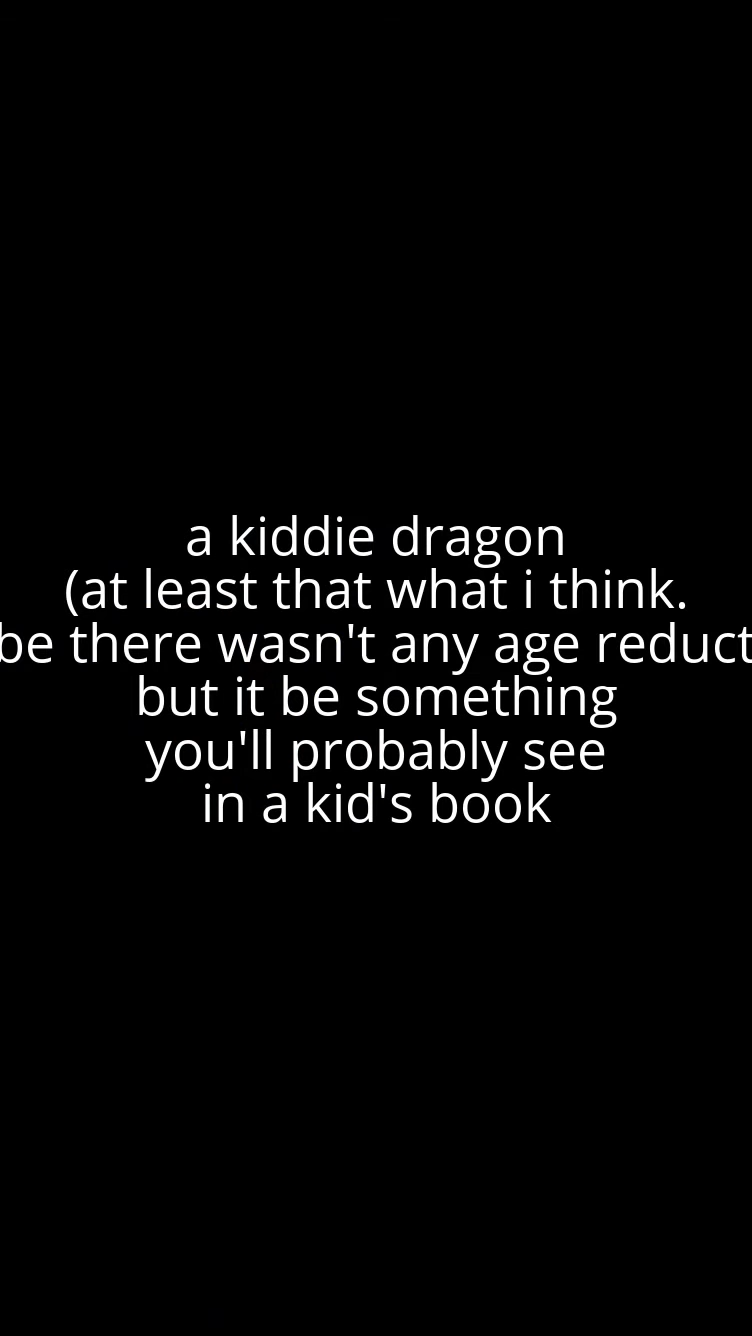 a kiddie dragon
(at least that what i think.
be there wasn't any age reduct
but it be something
you'll probably see
in a kid's book